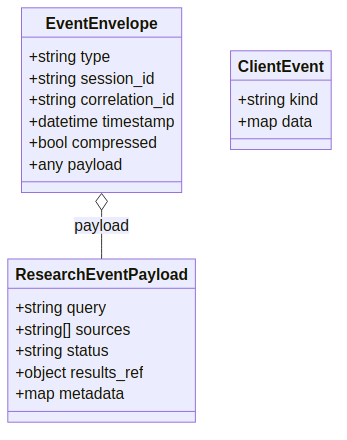 EventEnvelope
+string type
+string session_id
+string correlation_id
+datetime timestamp
+bool compressed
+any payload
ClientEvent
+string kind
+map data
payload
ResearchEventPayload
+string query
+string[] sources
+string status
+object results_ref
+map metadata